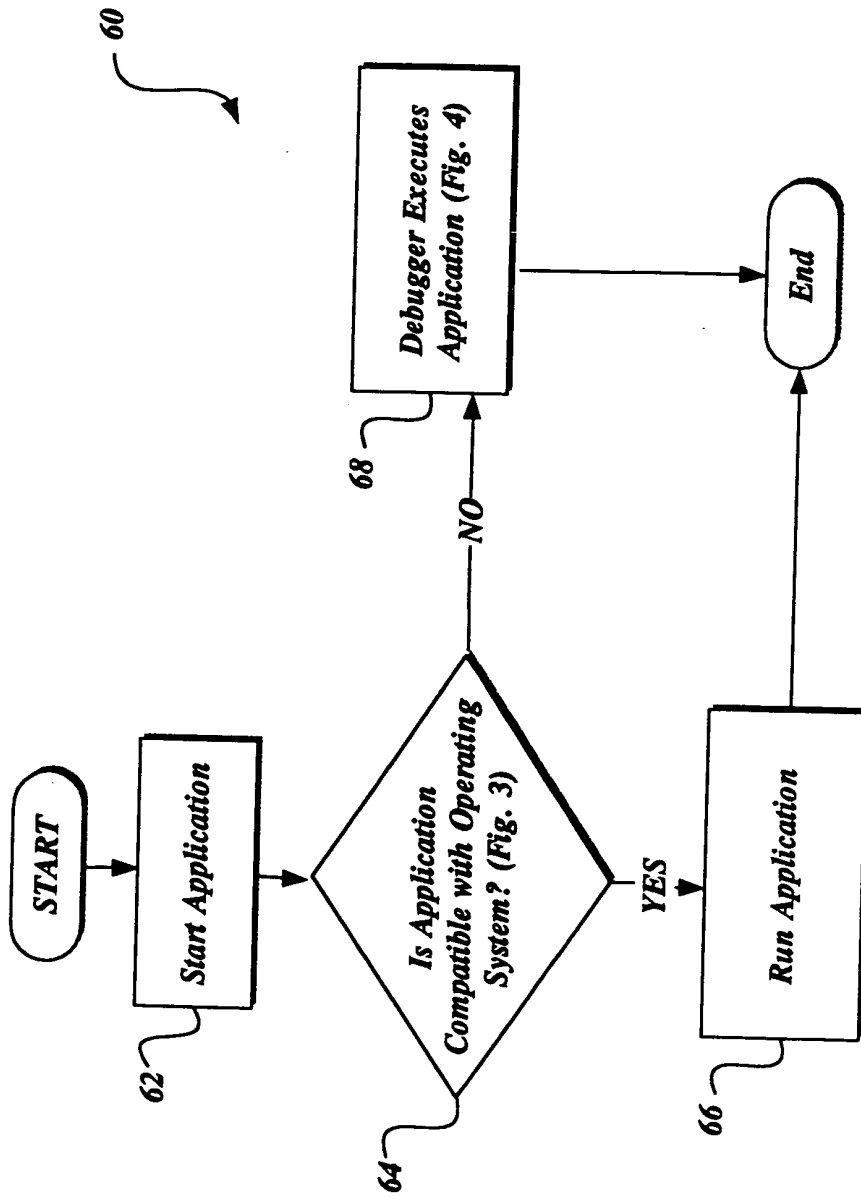 60
START
62
Start Application
64
Is Application
Compatible with Operating
System? (Fig. 3)
NO
68
Debugger Executes
Application (Fig. 4)
YES
66
Run Application
End